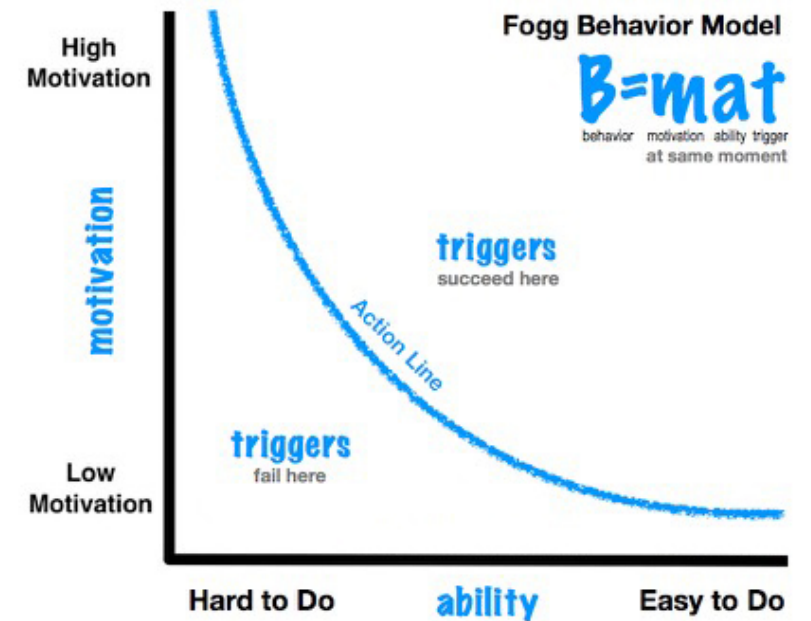 Fogg Behavior Model
B=mat
behavior motivation ability trigger
at same moment
High
Motivation
motivation
triggers
succeed here
Action Line
triggers
fail here
Low
Motivation
Hard to Do
ability
Easy to Do